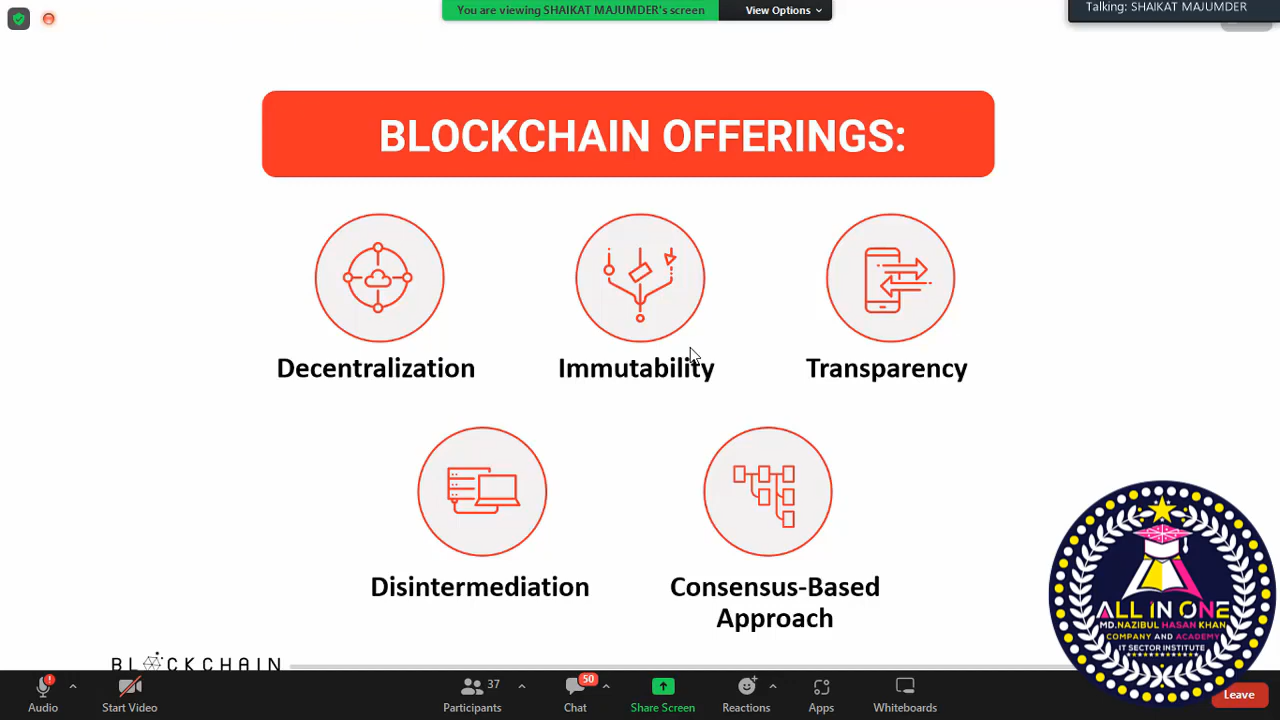 You are viewing SHAIKAT MAJUMDER's screen
View Options
Talking: SHAIKAT MAJUMDER
BLOCKCHAIN OFFERINGS:
Decentralization
Immutability
Transparency
Disintermediation
Consensus-Based
Approach
ALL IN ONE
MD.NAZIBUL HASAN KHAN
COMPANY AND ACADEMY
IT SECTOR INSTITUTE
BLOCKCHAIN
Audio
Start Video
37
Participants
50
Chat
Share Screen
Reactions
Apps
Whiteboards
Leave